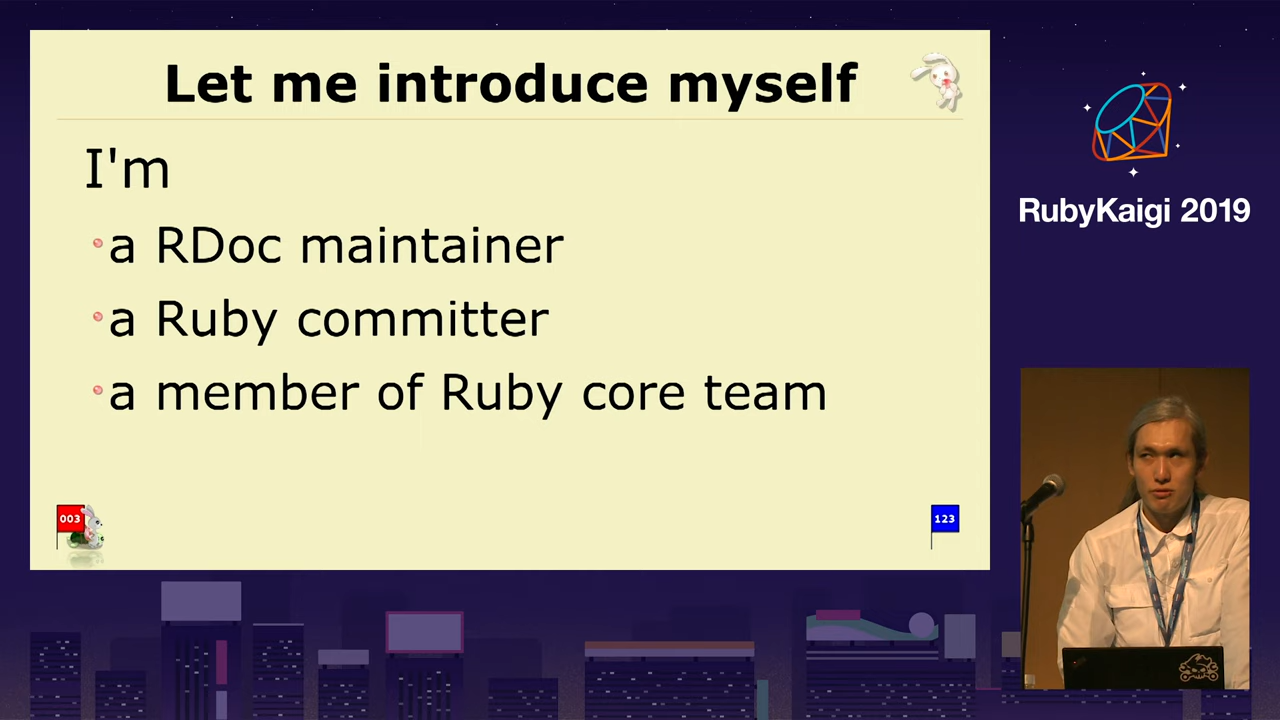 Let me introduce myself
I'm
a RDoc maintainer
a Ruby committer
a member of Ruby core team
003
123
RubyKaigi 2019